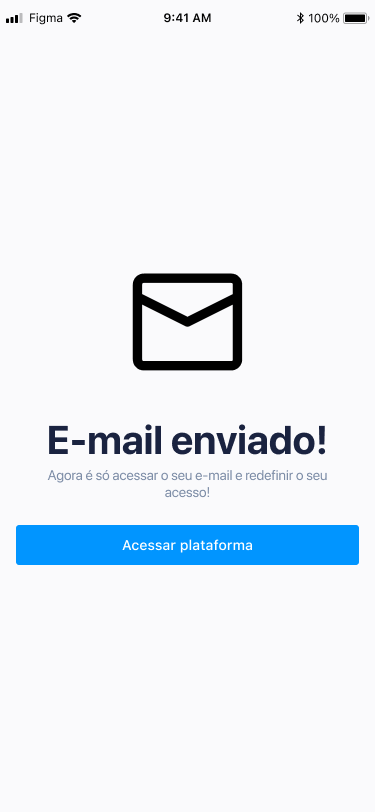 Figma 9:41 AM 100%
E-mail enviado!
Agora é só acessar o seu e-mail e redefinir o seu
acesso!
Acessar plataforma